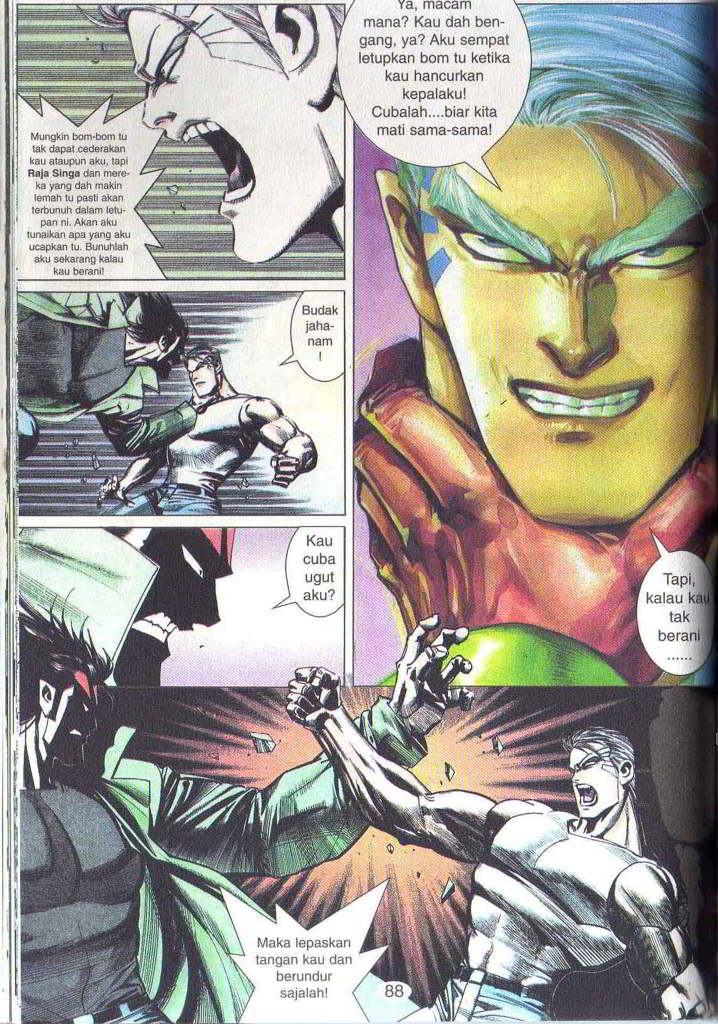 Mungkin bom-bom tu
tak dapat cederakan
kau ataupun aku, tapi
Raja Singa dan mere-
ka yang dah makin
lemah tu pasti akan
terbunuh dalam letu-
pan ni. Akan aku
tunaikan apa yang aku
ucapkan tu. Bunuhlah
aku sekarang kalau
kau berani!
Budak
jaha-
nam
!
Kau
cuba
ugut
aku?
Ya, macam
mana? Kau dah ben-
gang, ya? Aku sempat
letupkan bom tu ketika
kau hancurkan
kepalaku!
Cubalah....biar kita
mati sama-sama!
Tapi,
kalau kau
tak
berani
......
Maka lepaskan
tangan kau dan
berundur
sajalah!
88